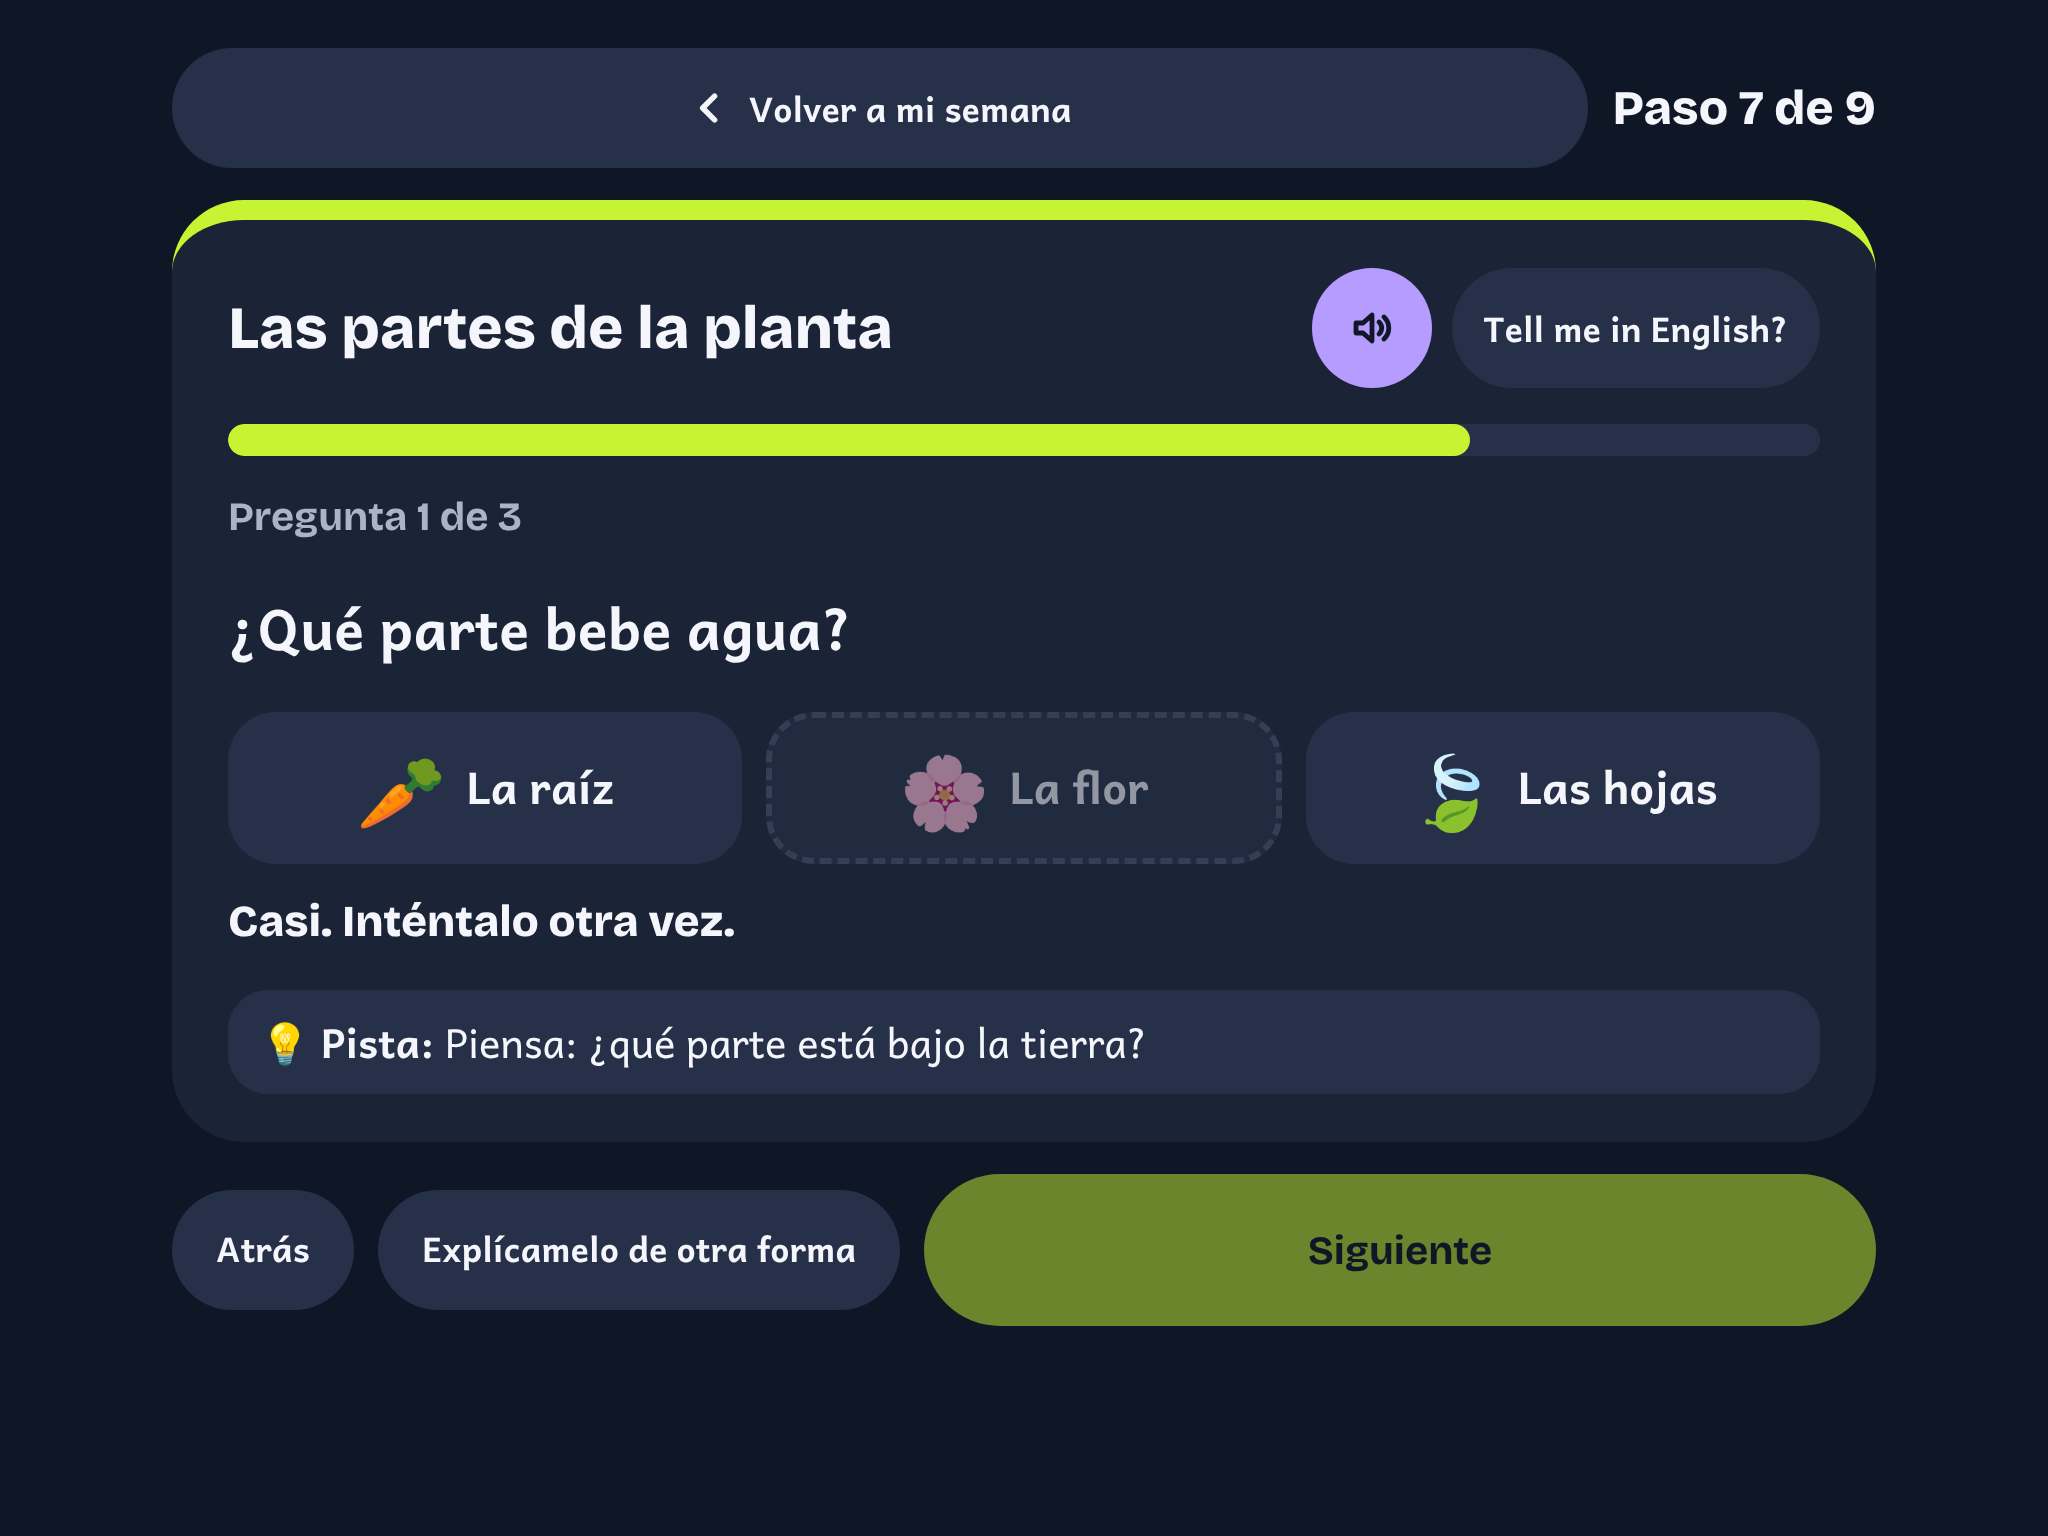 Volver a mi semana
Paso 7 de 9
Las partes de la planta
Tell me in English?
Pregunta 1 de 3
¿Qué parte bebe agua?
La raíz
La flor
Las hojas
Casi. Inténtalo otra vez.
Pista: Piensa: ¿qué parte está bajo la tierra?
Atrás
Explícamelo de otra forma
Siguiente